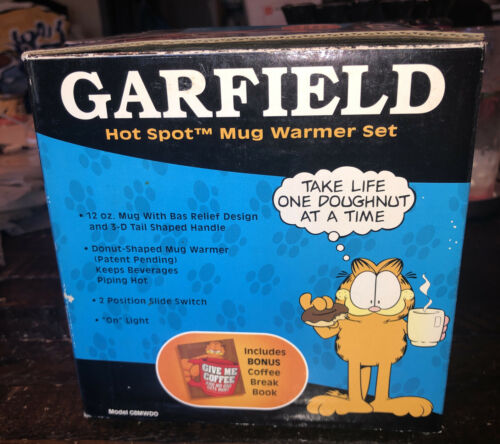 GARFIELD
Hot Spot™ Mug Warmer Set
TAKE LIFE
ONE DOUGHNUT
AT A TIME
• 12 oz. Mug With Bas Relief Design
and 3-D Tail Shaped Handle
• Donut-Shaped Mug Warmer
(Patent Pending)
Keeps Beverages
Piping Hot
• 2 Position Slide Switch
• "On" Light
GIVE ME
COFFEE
Includes
BONUS
Coffee
Break
Book
Model GBMWDO